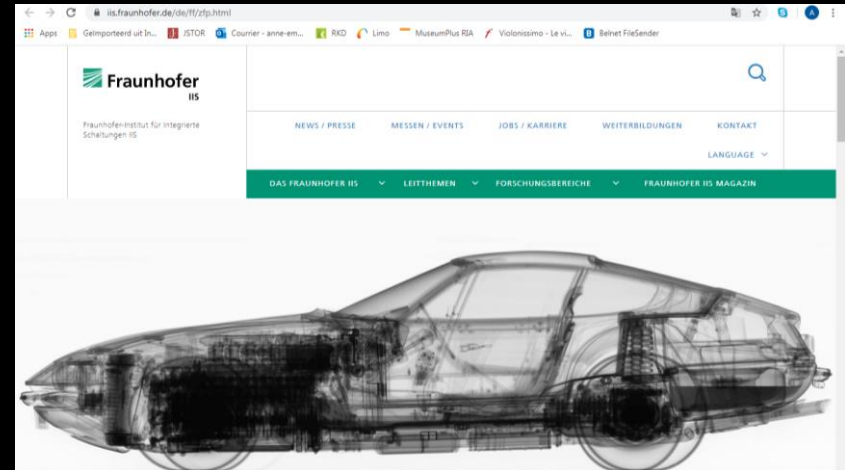 iis.fraunhofer.de/de/ff/zfp.html
Apps Geïmporteerd uit In... JSTOR Courrier - anne-em... RKD Limo MuseumPlus RIA Violonissimo - Le vi... Belnet FileSender
Fraunhofer
IIS
Fraunhofer-Institut für Integrierte
Schaltungen IIS
NEWS / PRESSE MESSEN / EVENTS JOBS / KARRIERE WEITERBILDUNGEN KONTAKT
LANGUAGE
DAS FRAUNHOFER IIS LEITTHEMEN FORSCHUNGSBEREICHE FRAUNHOFER IIS MAGAZIN